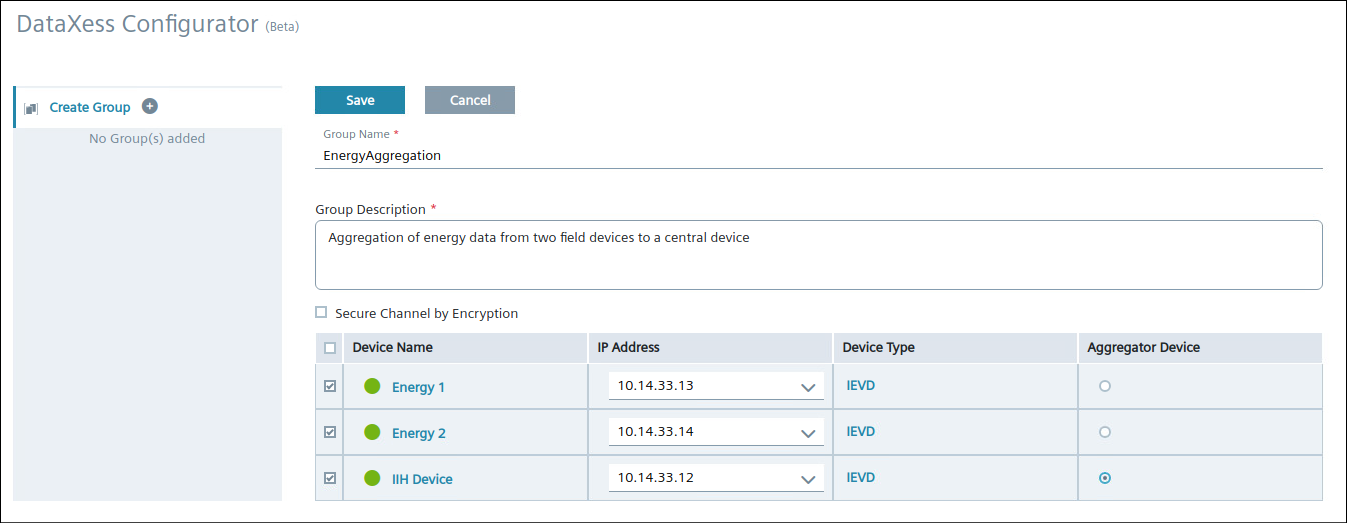 DataXess Configurator (Beta)
Create Group
No Group(s) added
Save Cancel
Group Name *
EnergyAggregation
Group Description *
Aggregation of energy data from two field devices to a central device
Secure Channel by Encryption
Device Name IP Address Device Type Aggregator Device
Energy 1 10.14.33.13 IEVD
Energy 2 10.14.33.14 IEVD
IIH Device 10.14.33.12 IEVD